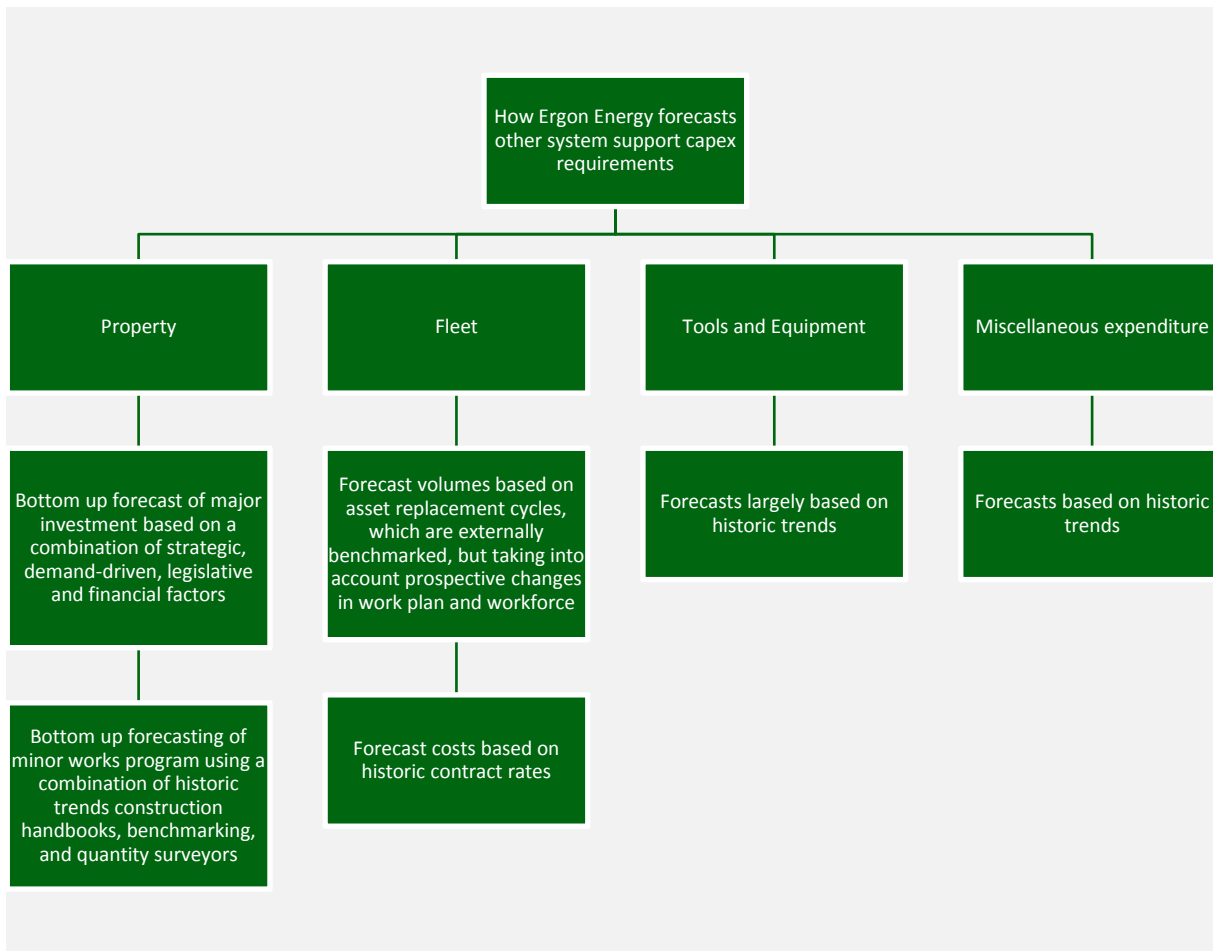 How Ergon Energy forecasts
other system support capex
requirements
Property
Fleet
Tools and Equipment
Miscellaneous expenditure
Bottom up forecast of major
investment based on a
combination of strategic,
demand-driven, legislative
and financial factors
Forecast volumes based on
asset replacement cycles,
which are externally
benchmarked, but taking into
account prospective changes
in work plan and workforce
Forecasts largely based on
historic trends
Forecasts based on historic
trends
Bottom up forecasting of
minor works program using a
combination of historic
trends construction
handbooks, benchmarking,
and quantity surveyors
Forecast costs based on
historic contract rates